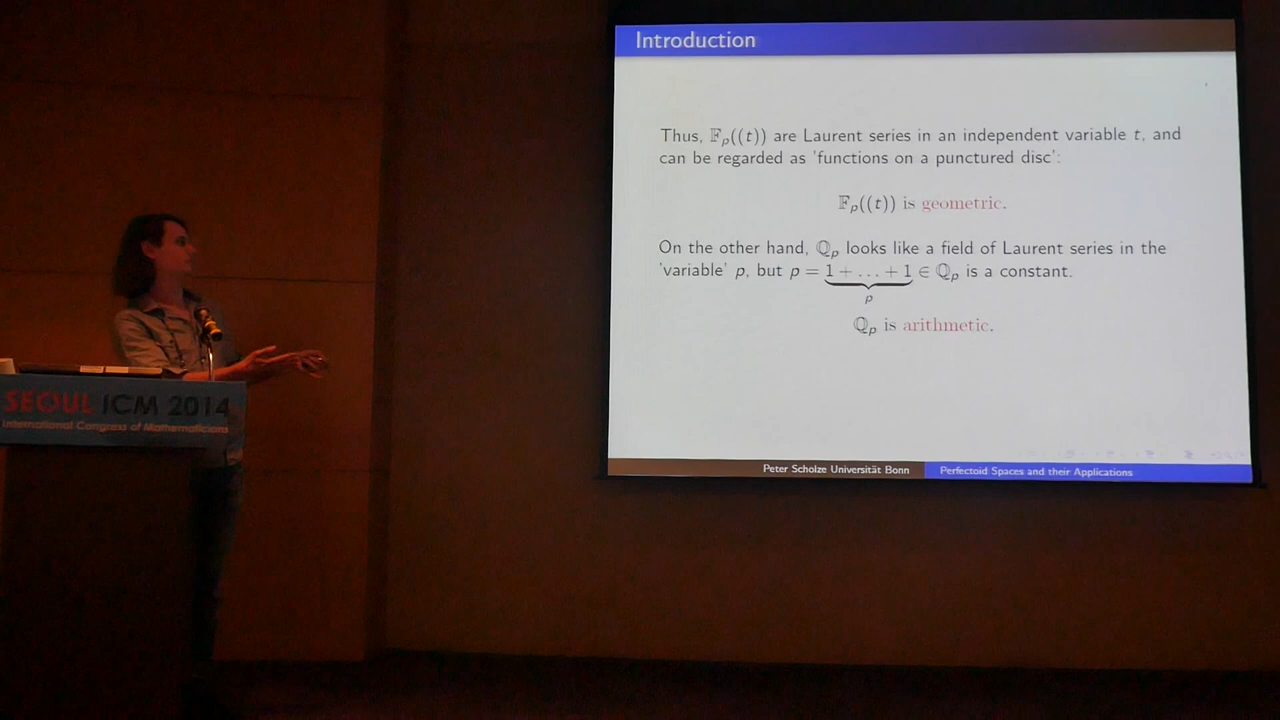 Introduction
Thus, 𝔽ₚ((t)) are Laurent series in an independent variable t, and
can be regarded as 'functions on a punctured disc':
𝔽ₚ((t)) is geometric.
On the other hand, ℚₚ looks like a field of Laurent series in the
'variable' p, but p = 1 + … + 1 ∈ ℚₚ is a constant.
p
ℚₚ is arithmetic.
Peter Scholze Universität Bonn
Perfectoid Spaces and their Applications
SEOUL ICM 2014
International Congress of Mathematicians